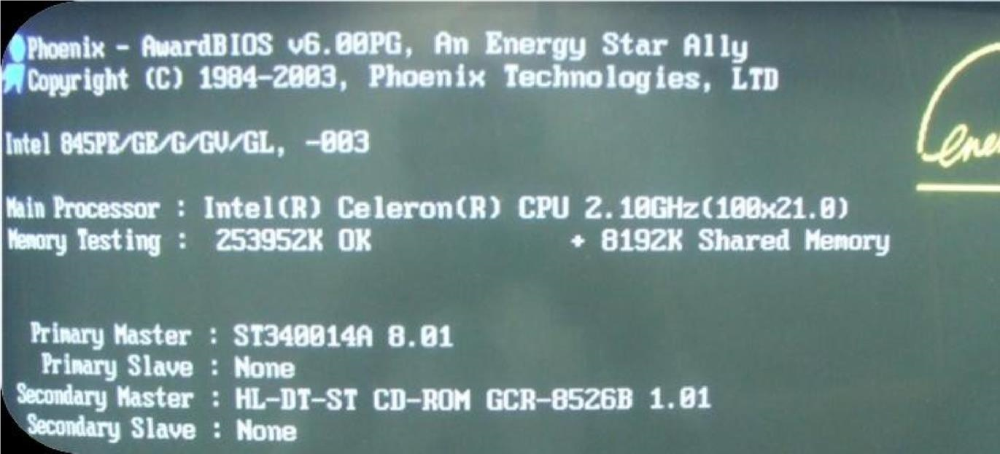 Phoenix - AwardBIOS v6.00PG, An Energy Star Ally
Copyright (C) 1984-2003, Phoenix Technologies, LTD
Intel 845PE/GE/G/GV/GL, -003
Main Processor : Intel(R) Celeron(R) CPU 2.10GHz(100x21.0)
Memory Testing : 253952K OK + 8192K Shared Memory
Primary Master : ST340014A 8.01
Primary Slave : None
Secondary Master : HL-DT-ST CD-ROM GCR-8526B 1.01
Secondary Slave : None